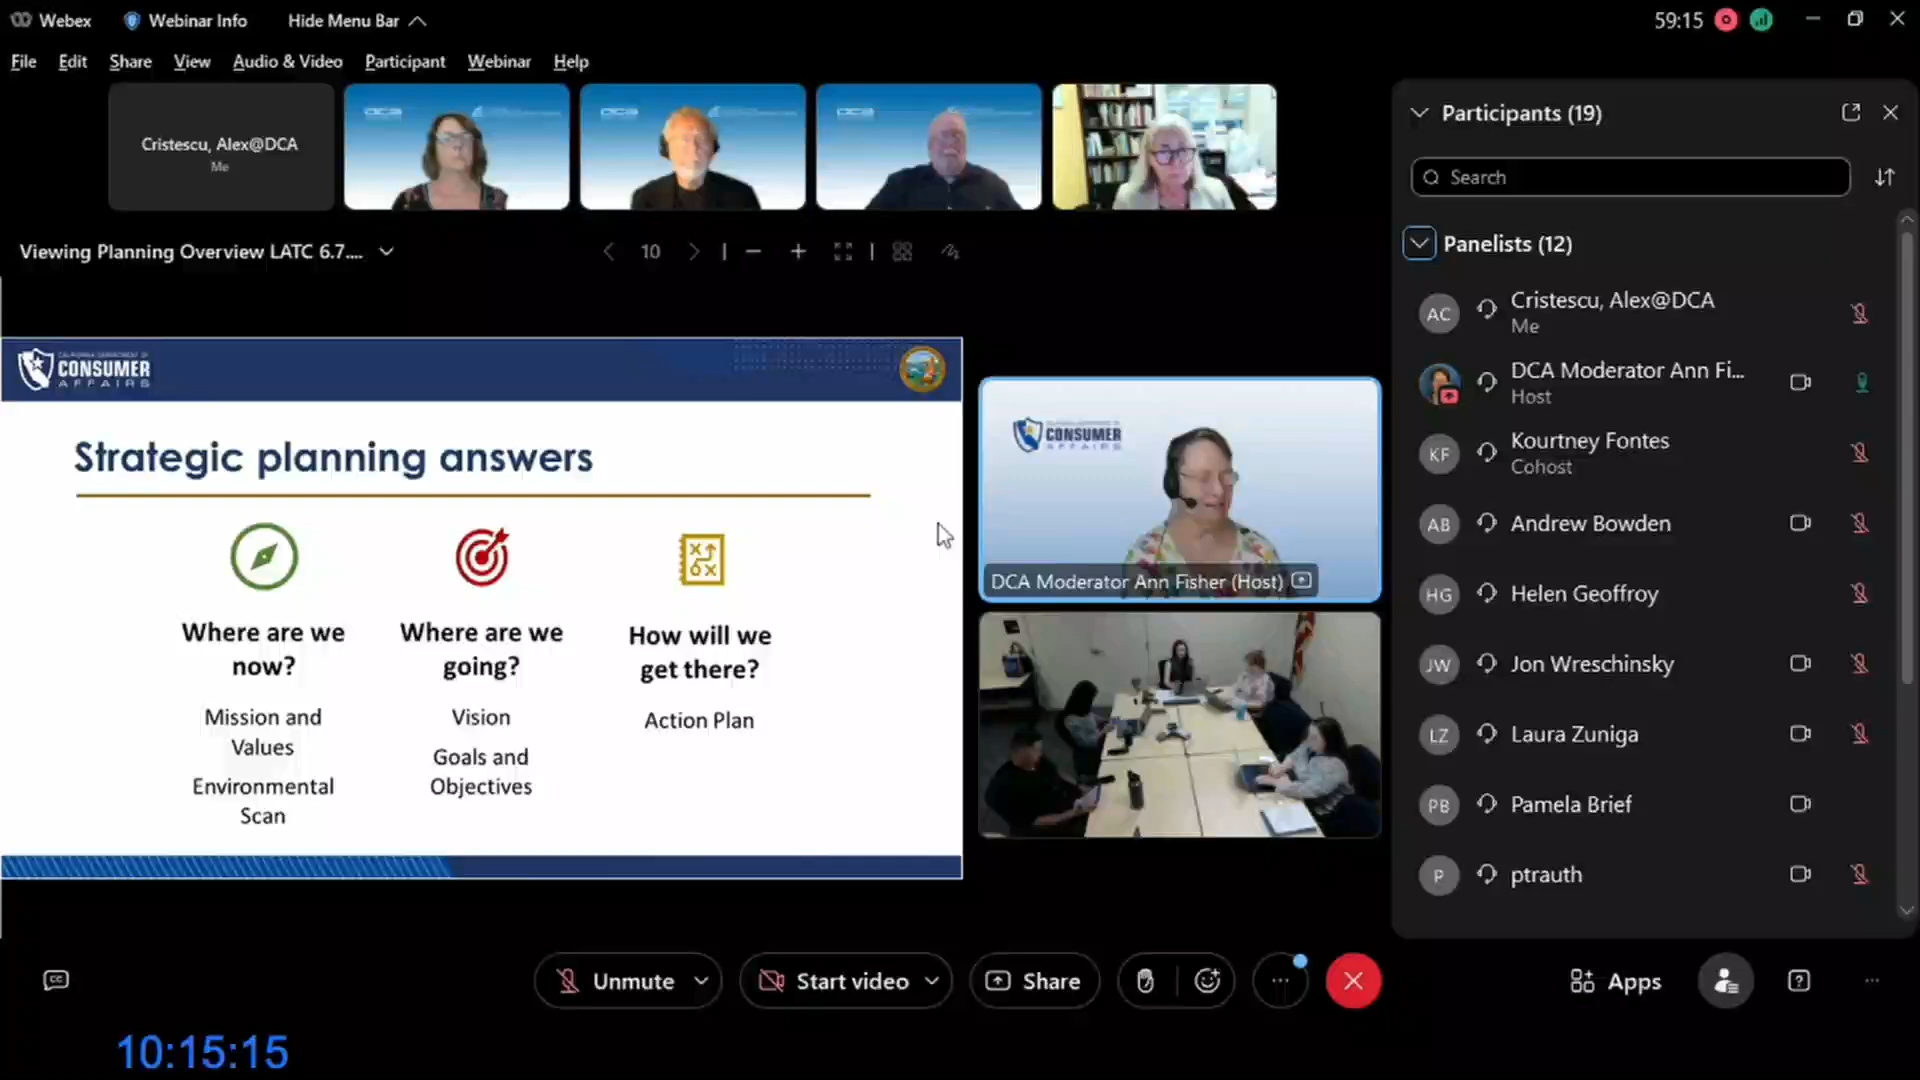 Webex
Webinar Info
Hide Menu Bar
59:15
File
Edit
Share
View
Audio & Video
Participant
Webinar
Help
Cristescu, Alex@DCA
Me
Viewing Planning Overview LATC 6.7....
10
CALIFORNIA DEPARTMENT OF
CONSUMER
AFFAIRS
Strategic planning answers
Where are we
now?
Mission and
Values
Environmental
Scan
Where are we
going?
Vision
Goals and
Objectives
How will we
get there?
Action Plan
CONSUMER
AFFAIRS
DCA Moderator Ann Fisher (Host)
Participants (19)
Search
Panelists (12)
AC
Cristescu, Alex@DCA
Me
DCA Moderator Ann Fi...
Host
KF
Kourtney Fontes
Cohost
AB
Andrew Bowden
HG
Helen Geoffroy
JW
Jon Wreschinsky
LZ
Laura Zuniga
PB
Pamela Brief
P
ptrauth
CC
Unmute
Start video
Share
Apps
10:15:15